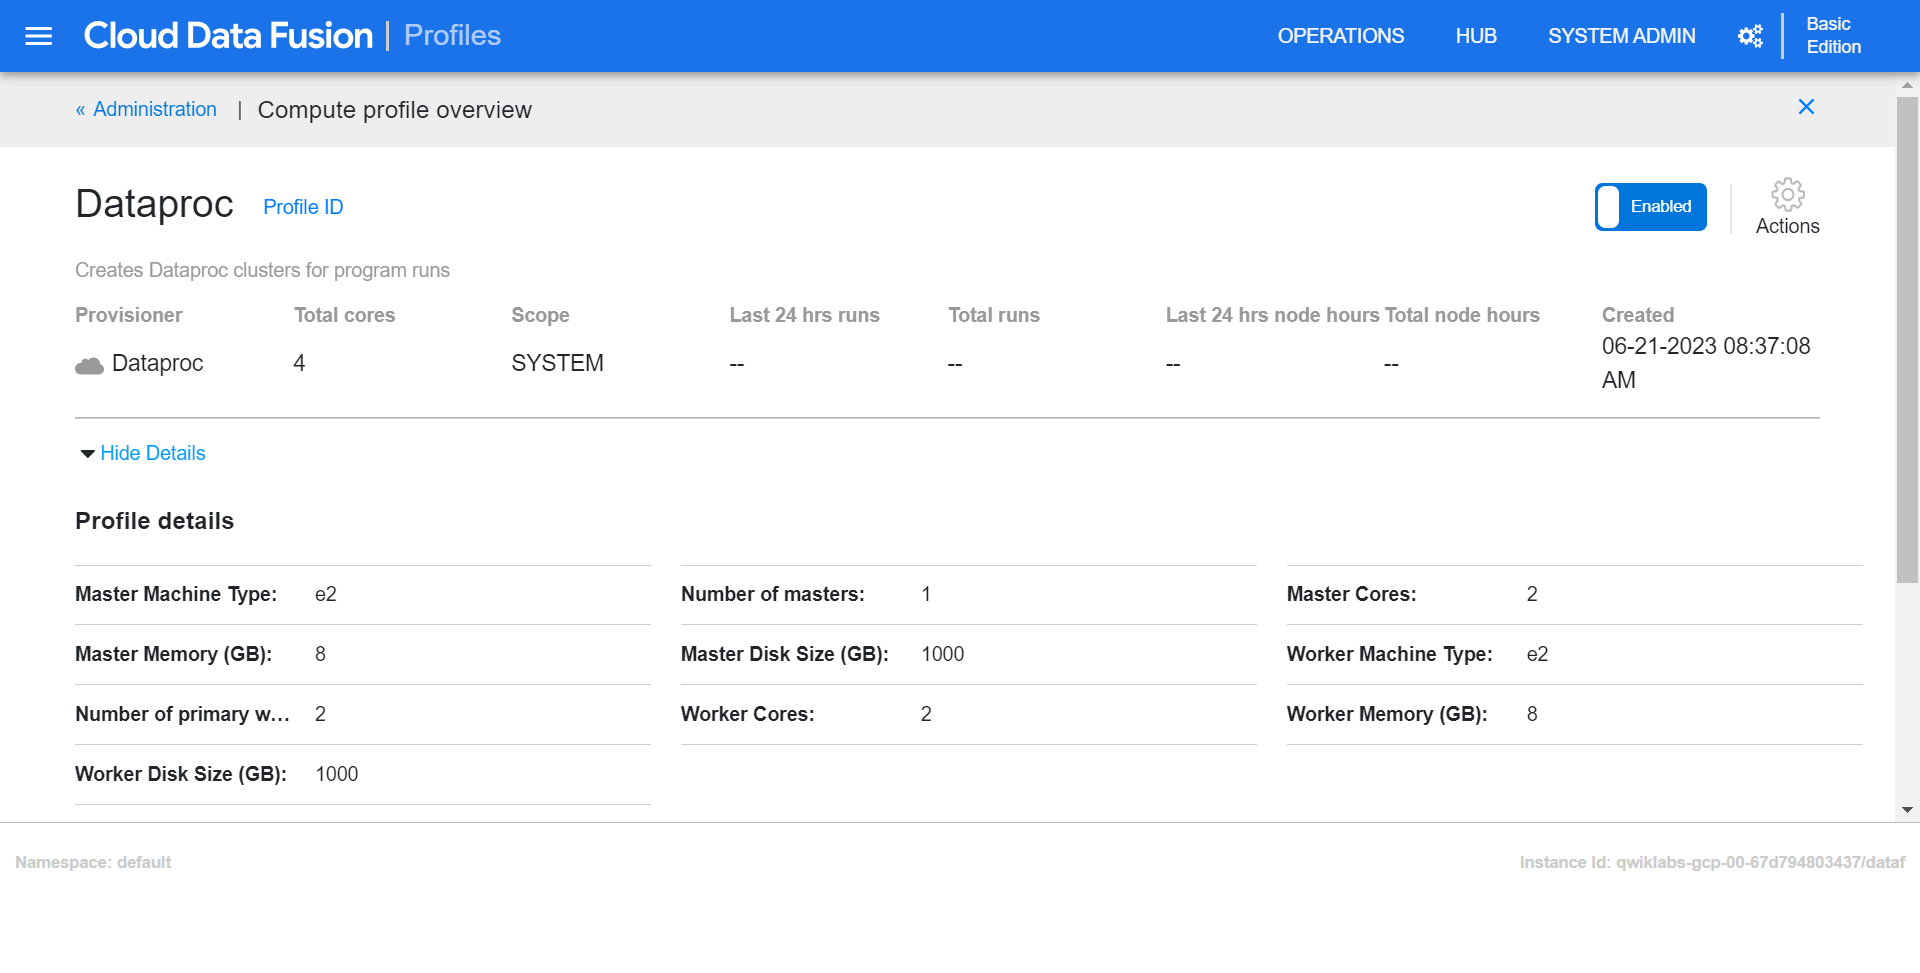 Cloud Data Fusion | Profiles
OPERATIONS HUB SYSTEM ADMIN Basic Edition
« Administration | Compute profile overview
Dataproc Profile ID
Enabled
Actions
Creates Dataproc clusters for program runs
Provisioner Total cores Scope Last 24 hrs runs Total runs Last 24 hrs node hours Total node hours Created
Dataproc 4 SYSTEM -- -- -- -- 06-21-2023 08:37:08 AM
Hide Details
Profile details
Master Machine Type: e2 Number of masters: 1 Master Cores: 2
Master Memory (GB): 8 Master Disk Size (GB): 1000 Worker Machine Type: e2
Number of primary w... 2 Worker Cores: 2 Worker Memory (GB): 8
Worker Disk Size (GB): 1000
Namespace: default Instance Id: qwiklabs-gcp-00-67d794803437/dataf